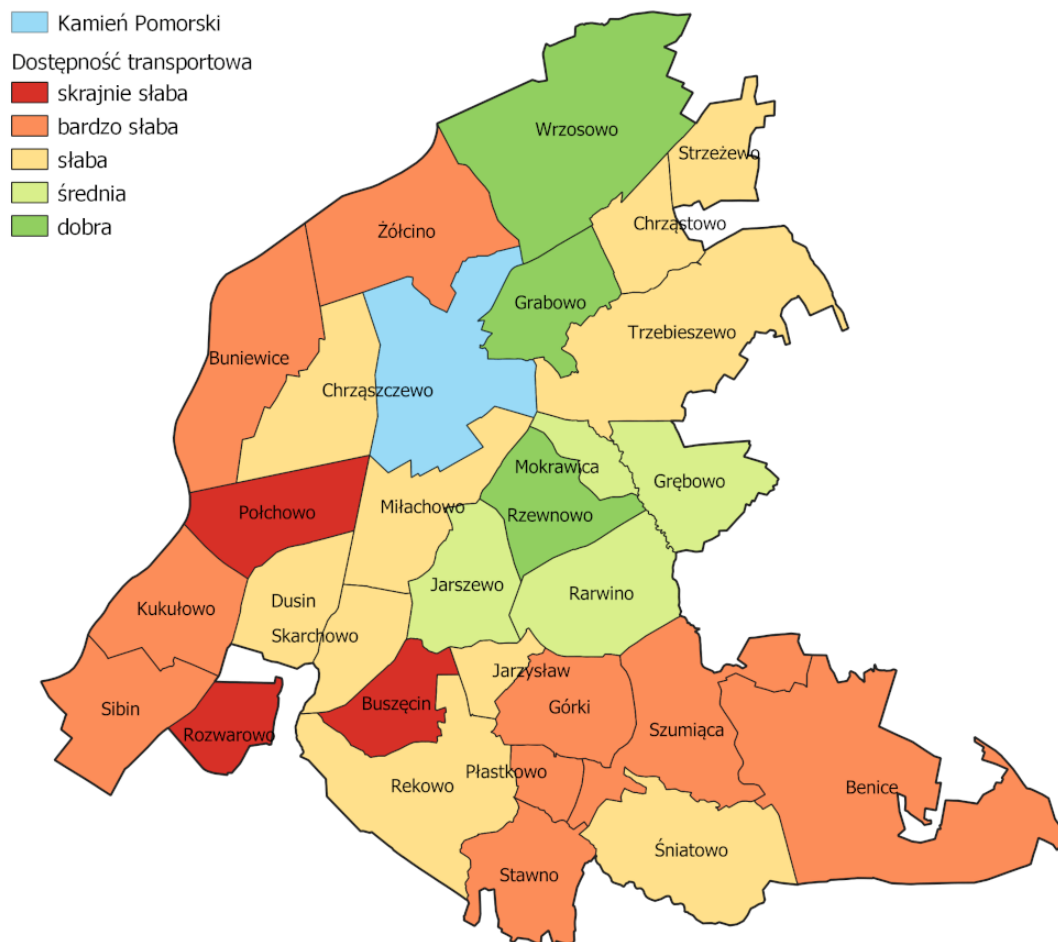 Kamień Pomorski
Dostępność transportowa
skrajnie słaba
bardzo słaba
słaba
średnia
dobra
Wrzosowo
Strzeżewo
Chrząstowo
Żółcino
Grabowo
Trzebieszewo
Buniewice
Chrząszczewo
Mokrawica
Grębowo
Miłachowo
Połchowo
Rzewnowo
Jarszewo
Rarwino
Dusin
Kukułowo
Skarchowo
Jarzysław
Buszęcin
Górki
Sibin
Szumiąca
Rozwarowo
Płastkowo
Rekowo
Benice
Śniatowo
Stawno